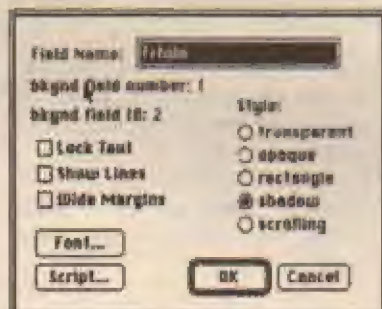 Field Name:
bkgnd field number: 1
bkgnd field ID: 2
Lock Text
Show Lines
Wide Margins
Style:
transparent
opaque
rectangle
shadow
scrolling
Font...
Script...
OK
Cancel